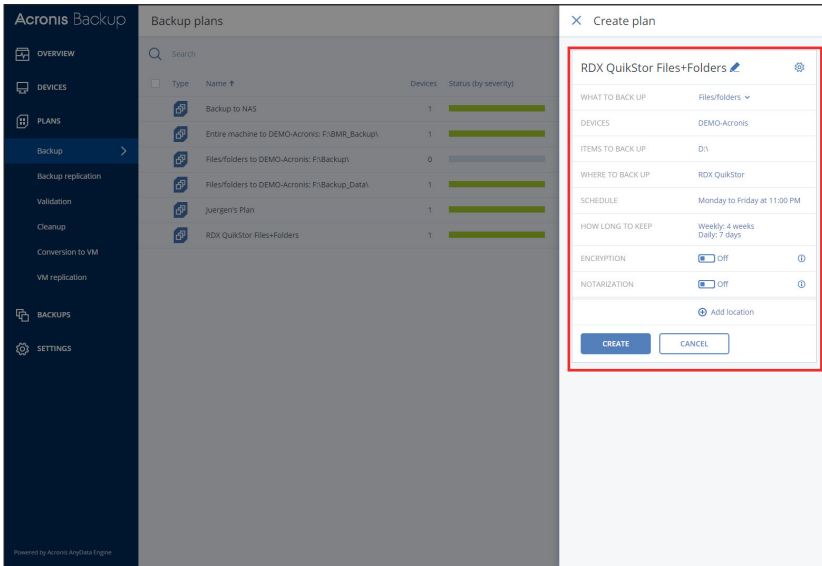 Acronis Backup
OVERVIEW
DEVICES
PLANS
Backup
Backup replication
Validation
Cleanup
Conversion to VM
VM replication
BACKUPS
SETTINGS
Powered by Acronis AnyData Engine
Backup plans
Search
Type Name ↑ Devices Status (by severity)
Backup to NAS 1
Entire machine to DEMO-Acronis: F:\BMR_Backup\ 1
Files/folders to DEMO-Acronis: F:\Backup\ 0
Files/folders to DEMO-Acronis: F:\Backup_Data\ 1
Juergen's Plan 1
RDX QuikStor Files+Folders 1
Create plan
RDX QuikStor Files+Folders
WHAT TO BACK UP Files/folders
DEVICES DEMO-Acronis
ITEMS TO BACK UP D:\
WHERE TO BACK UP RDX QuikStor
SCHEDULE Monday to Friday at 11:00 PM
HOW LONG TO KEEP Weekly: 4 weeks
Daily: 7 days
ENCRYPTION Off
NOTARIZATION Off
Add location
CREATE CANCEL